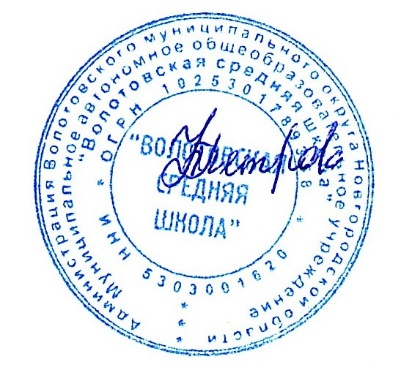 Администрация Волотовского муниципального округа Новгородской области
Муниципальное автономное общеобразовательное учреждение
"Волотовская средняя школа"
* ОГРН 1025301789
* ИНН 5303001620 *
"ВОЛОТОВСКАЯ
СРЕДНЯЯ
ШКОЛА"